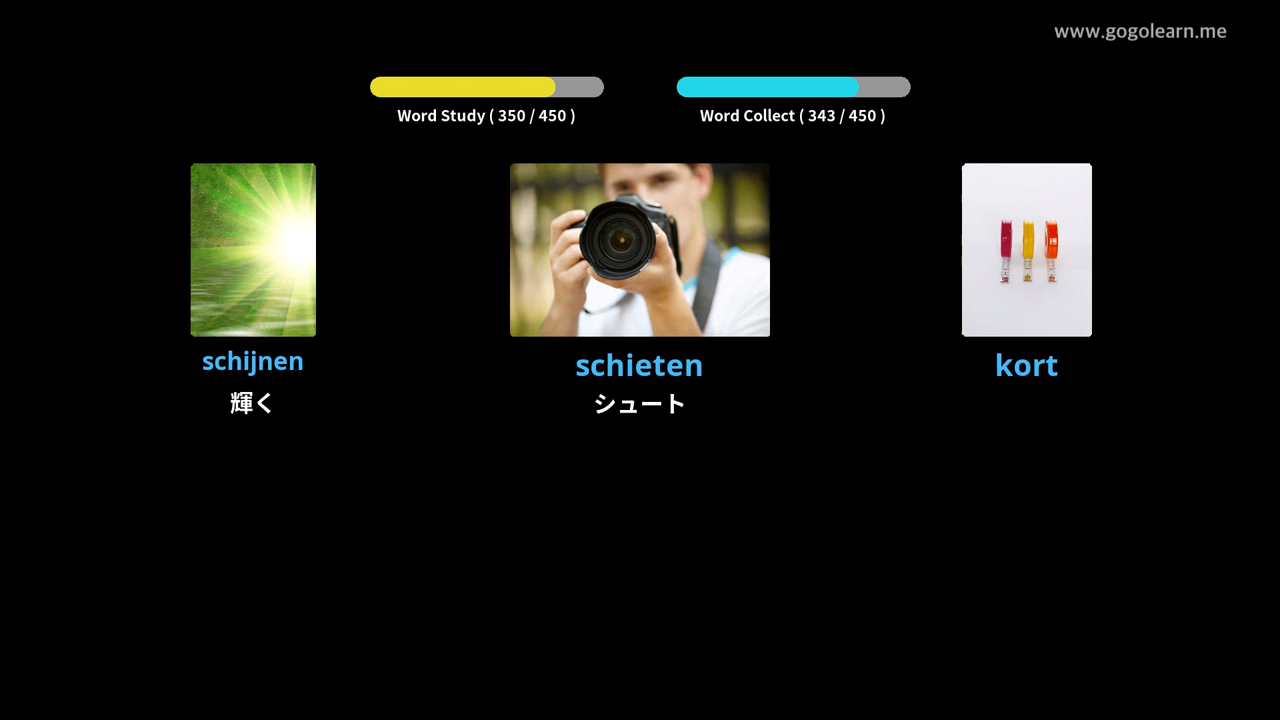 www.gogolearn.me
Word Study ( 350 / 450 )
Word Collect ( 343 / 450 )
schijnen
輝く
schieten
シュート
kort